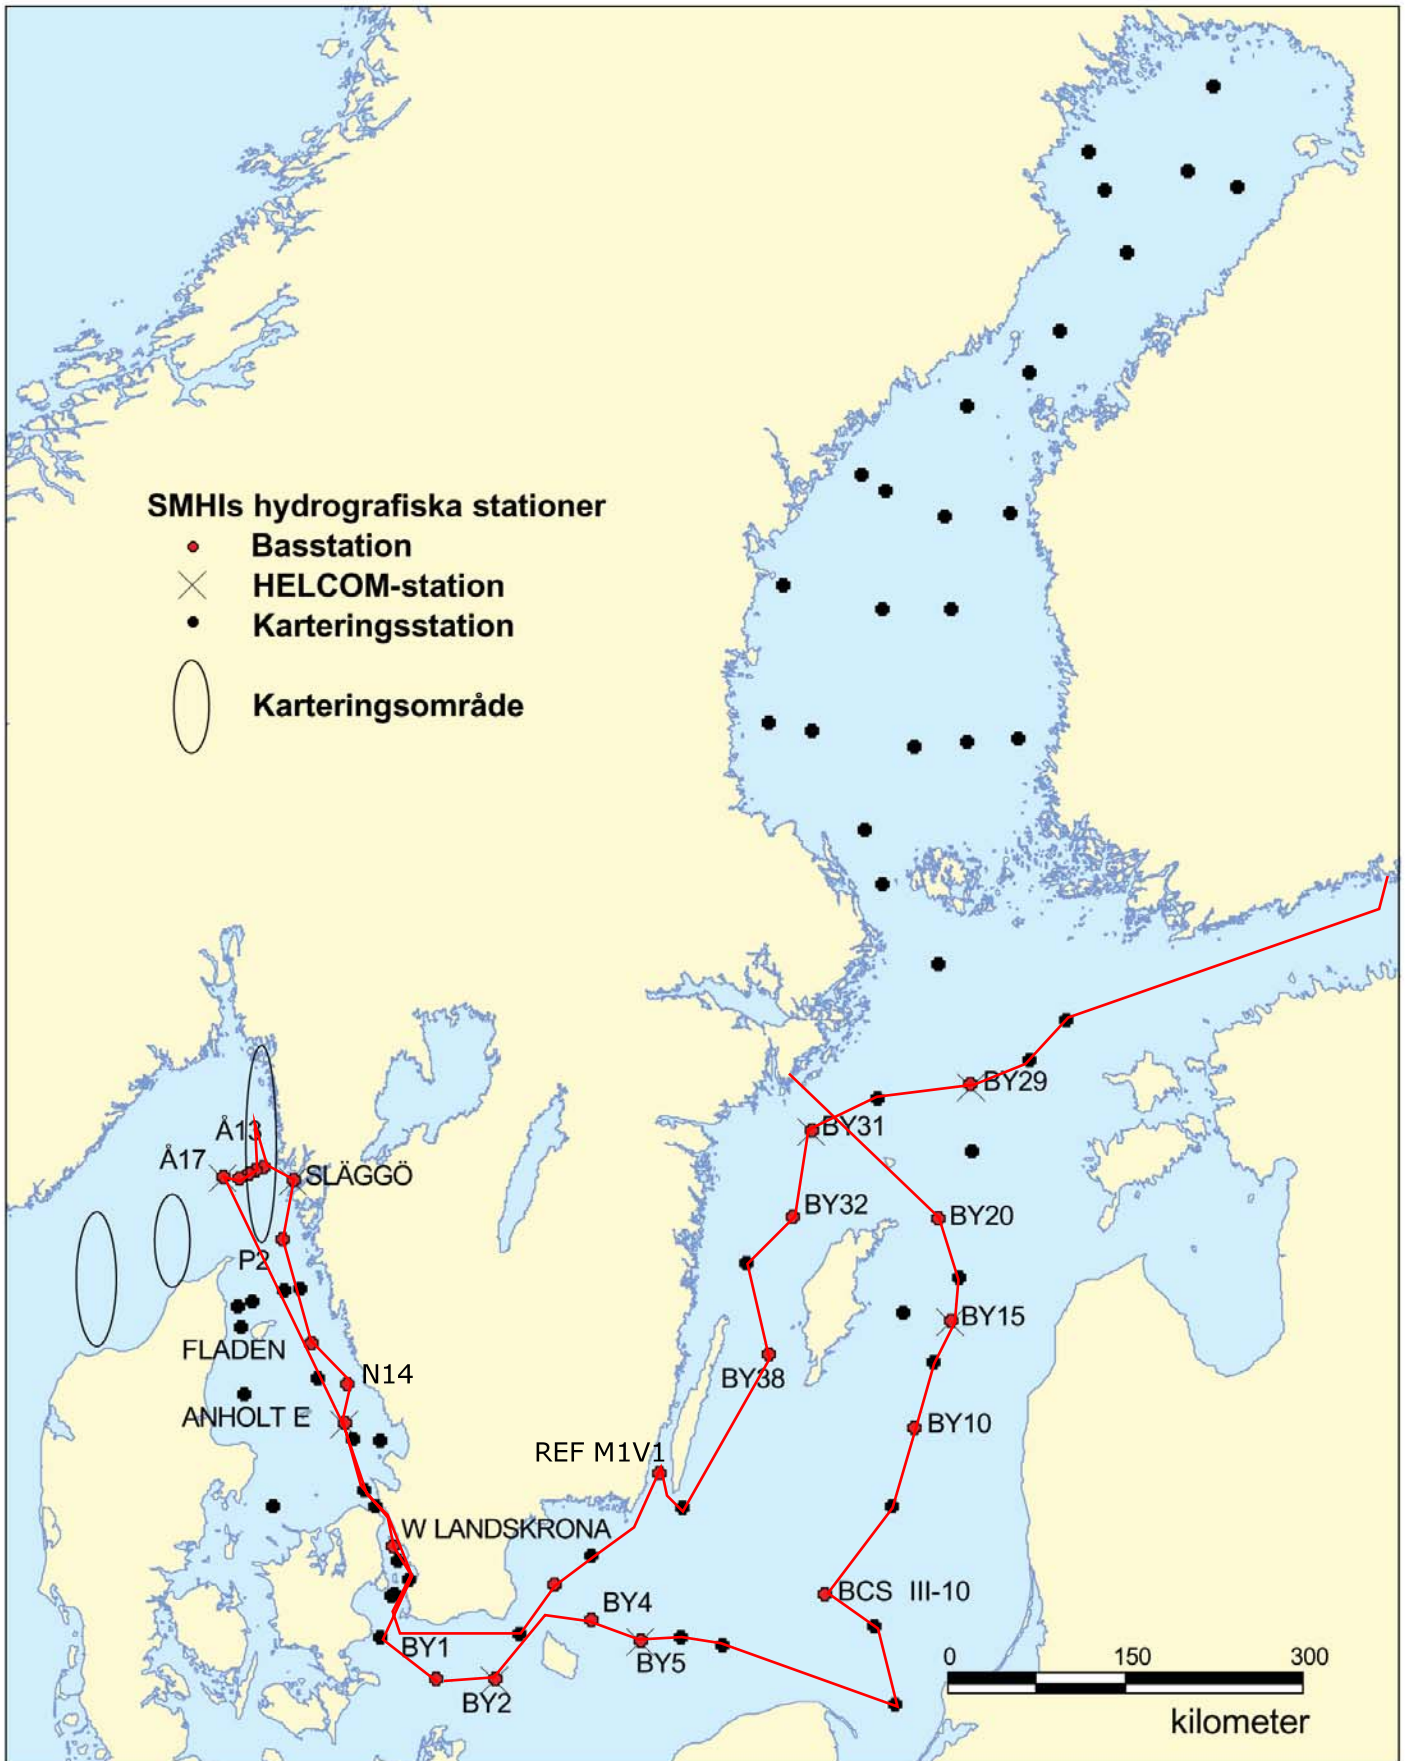 SMHIs hydrografiska stationer
Basstation
HELCOM-station
Karteringsstation
Karteringsområde
BY29
Å13
BY31
Å17
SLÄGGÖ
BY32
BY20
P2
BY15
FLADEN
N14
BY38
ANHOLT E
BY10
REF M1V1
W LANDSKRONA
BCS III-10
BY4
BY1
BY5
0 150 300
BY2
kilometer